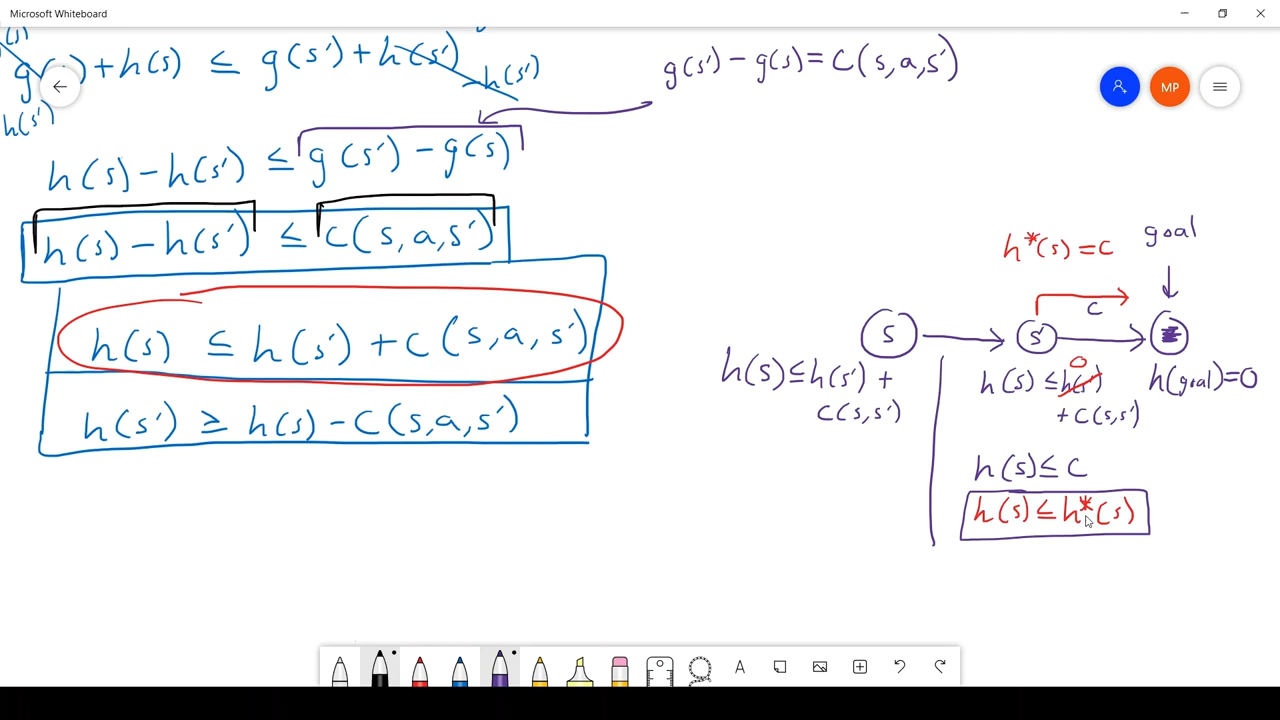 Microsoft Whiteboard
g( )+h(s) ≤ g(s')+h(s')
-h(s')
h(s')
g(s') - g(s) = C(s,a,s')
MP
h(s) - h(s') ≤ g(s') - g(s)
h(s) - h(s') ≤ C(s,a,s')
h(s) ≤ h(s') + C(s,a,s')
h(s') ≥ h(s) - C(s,a,s')
h*(s) = C
goal
C
S
s'
h(s) ≤ h(s') +
C(s,s')
0
h(s) ≤ h(s')
+ C(s,s')
h(goal)=0
h(s) ≤ C
h(s) ≤ h*(s)
A